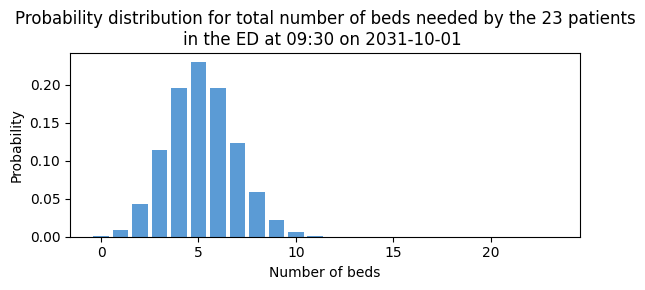 Probability distribution for total number of beds needed by the 23 patients
in the ED at 09:30 on 2031-10-01
Probability
0.20
0.15
0.10
0.05
0.00
0
5
10
15
20
Number of beds